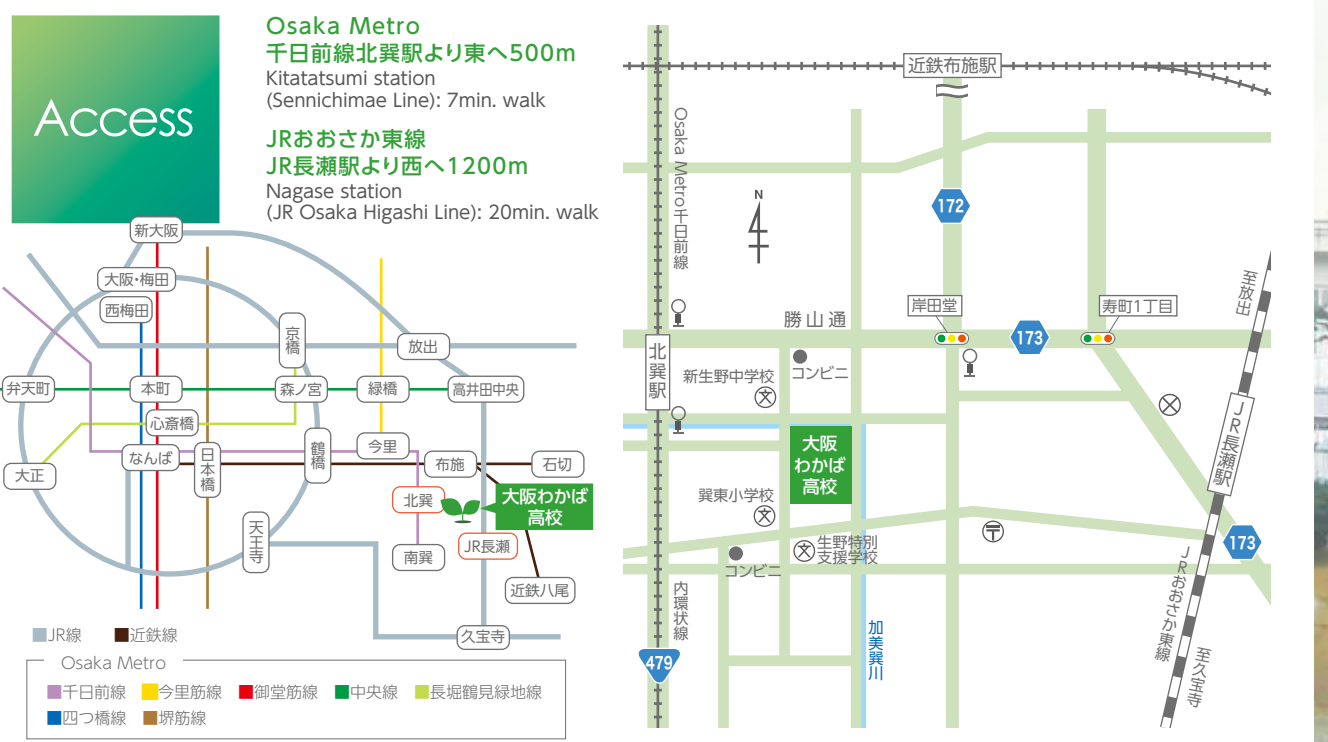 Access
Osaka Metro
千日前線北巽駅より東へ500m
Kitatatsumi station
(Sennichimae Line): 7min. walk
JRおおさか東線
JR長瀬駅より西へ1200m
Nagase station
(JR Osaka Higashi Line): 20min. walk
新大阪
大阪・梅田
西梅田
京橋
放出
弁天町
本町
森ノ宮
緑橋
高井田中央
心斎橋
鶴橋
今里
なんば
日本橋
布施
石切
大正
北巽
大阪わかば
高校
天王寺
南巽
JR長瀬
近鉄八尾
久宝寺
JR線
近鉄線
Osaka Metro
千日前線
今里筋線
御堂筋線
中央線
長堀鶴見緑地線
四つ橋線
堺筋線
近鉄布施駅
Osaka Metro千日前線
N
172
至放出
岸田堂
寿町1丁目
勝山通
173
北巽駅
コンビニ
新生野中学校
文
JR長瀬駅
大阪
わかば
高校
巽東小学校
文
生野特別
支援学校
文
〒
コンビニ
173
内環状線
加美巽川
JRおおさか東線
至久宝寺
479